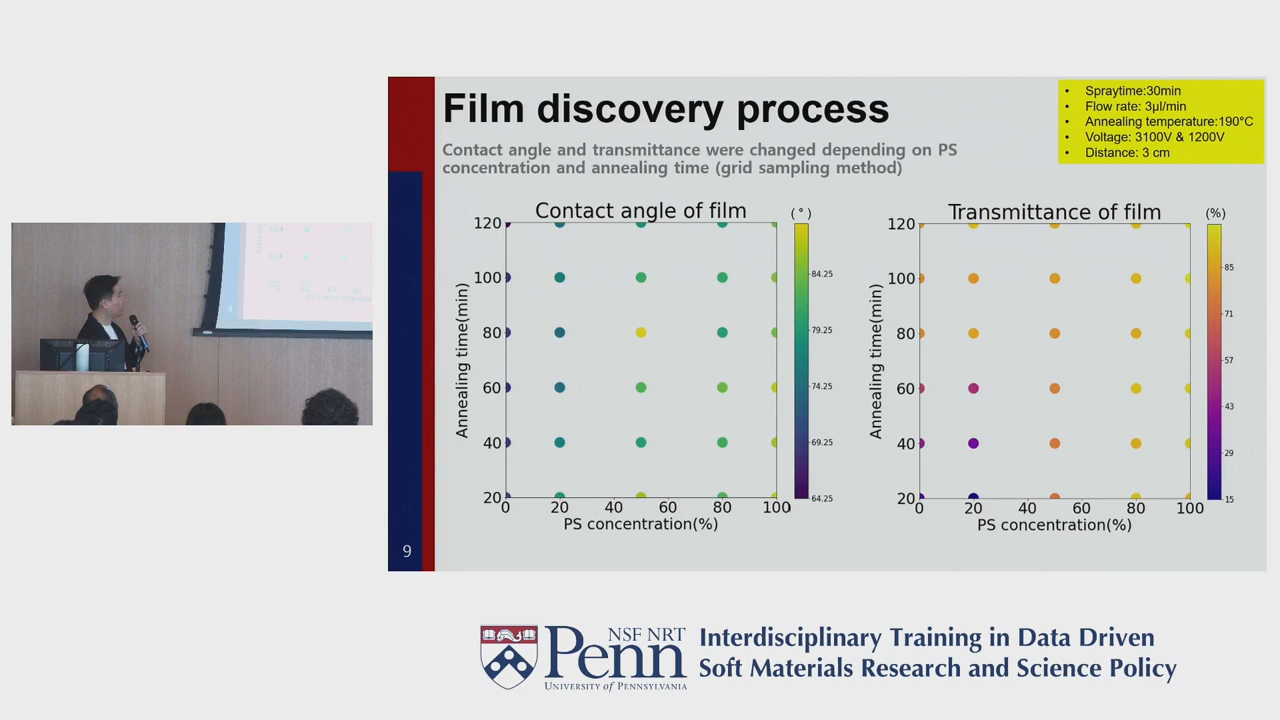 Film discovery process
Contact angle and transmittance were changed depending on PS
concentration and annealing time (grid sampling method)
• Spraytime:30min
• Flow rate: 3µl/min
• Annealing temperature:190°C
• Voltage: 3100V & 1200V
• Distance: 3 cm
Contact angle of film
(°)
Annealing time(min)
120
100
80
60
40
20
0 20 40 60 80 100
PS concentration(%)
84.25
79.25
74.25
69.25
64.25
Transmittance of film
(%)
Annealing time(min)
120
100
80
60
40
20
0 20 40 60 80 100
PS concentration(%)
85
71
57
43
29
15
9
9
NSF NRT
Penn
UNIVERSITY of PENNSYLVANIA
Interdisciplinary Training in Data Driven
Soft Materials Research and Science Policy